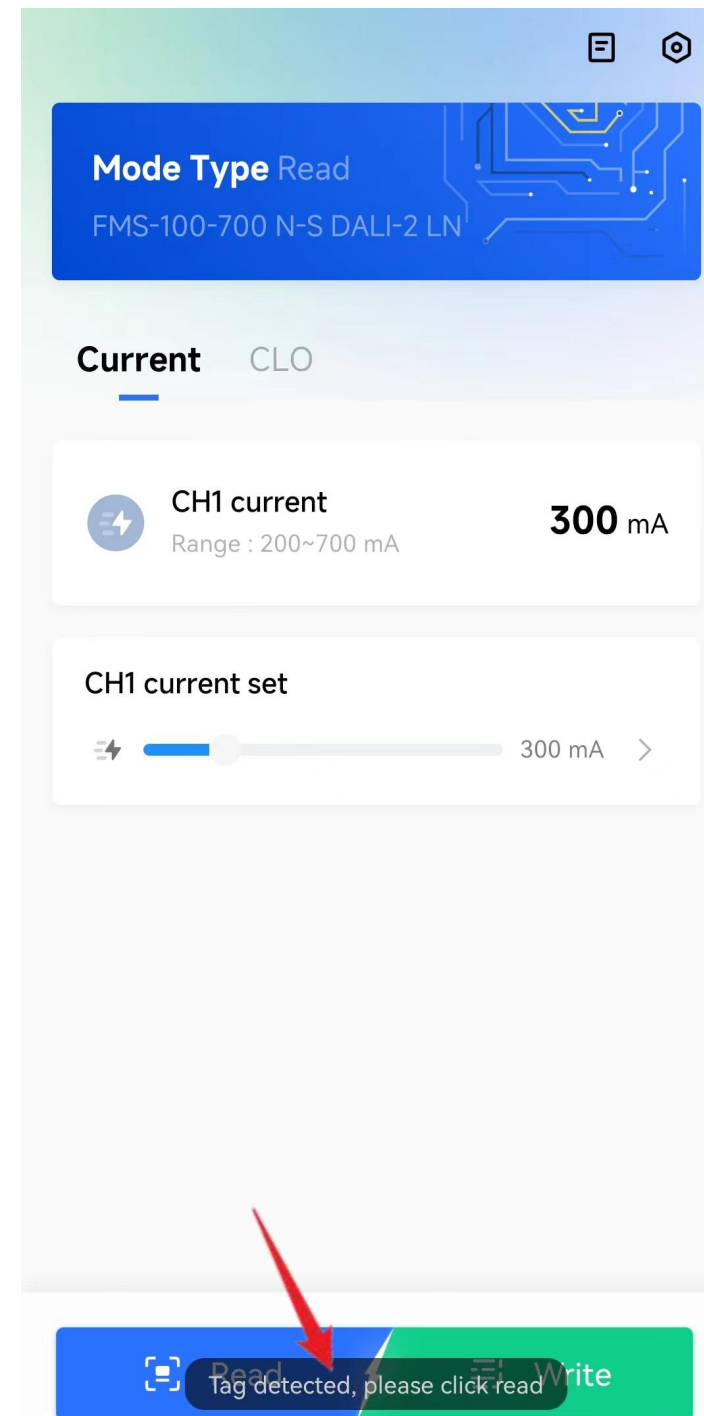 Mode Type Read
FMS-100-700 N-S DALI-2 LN
Current CLO
CH1 current
Range : 200~700 mA
300 mA
CH1 current set
300 mA
Read Write
Tag detected, please click read